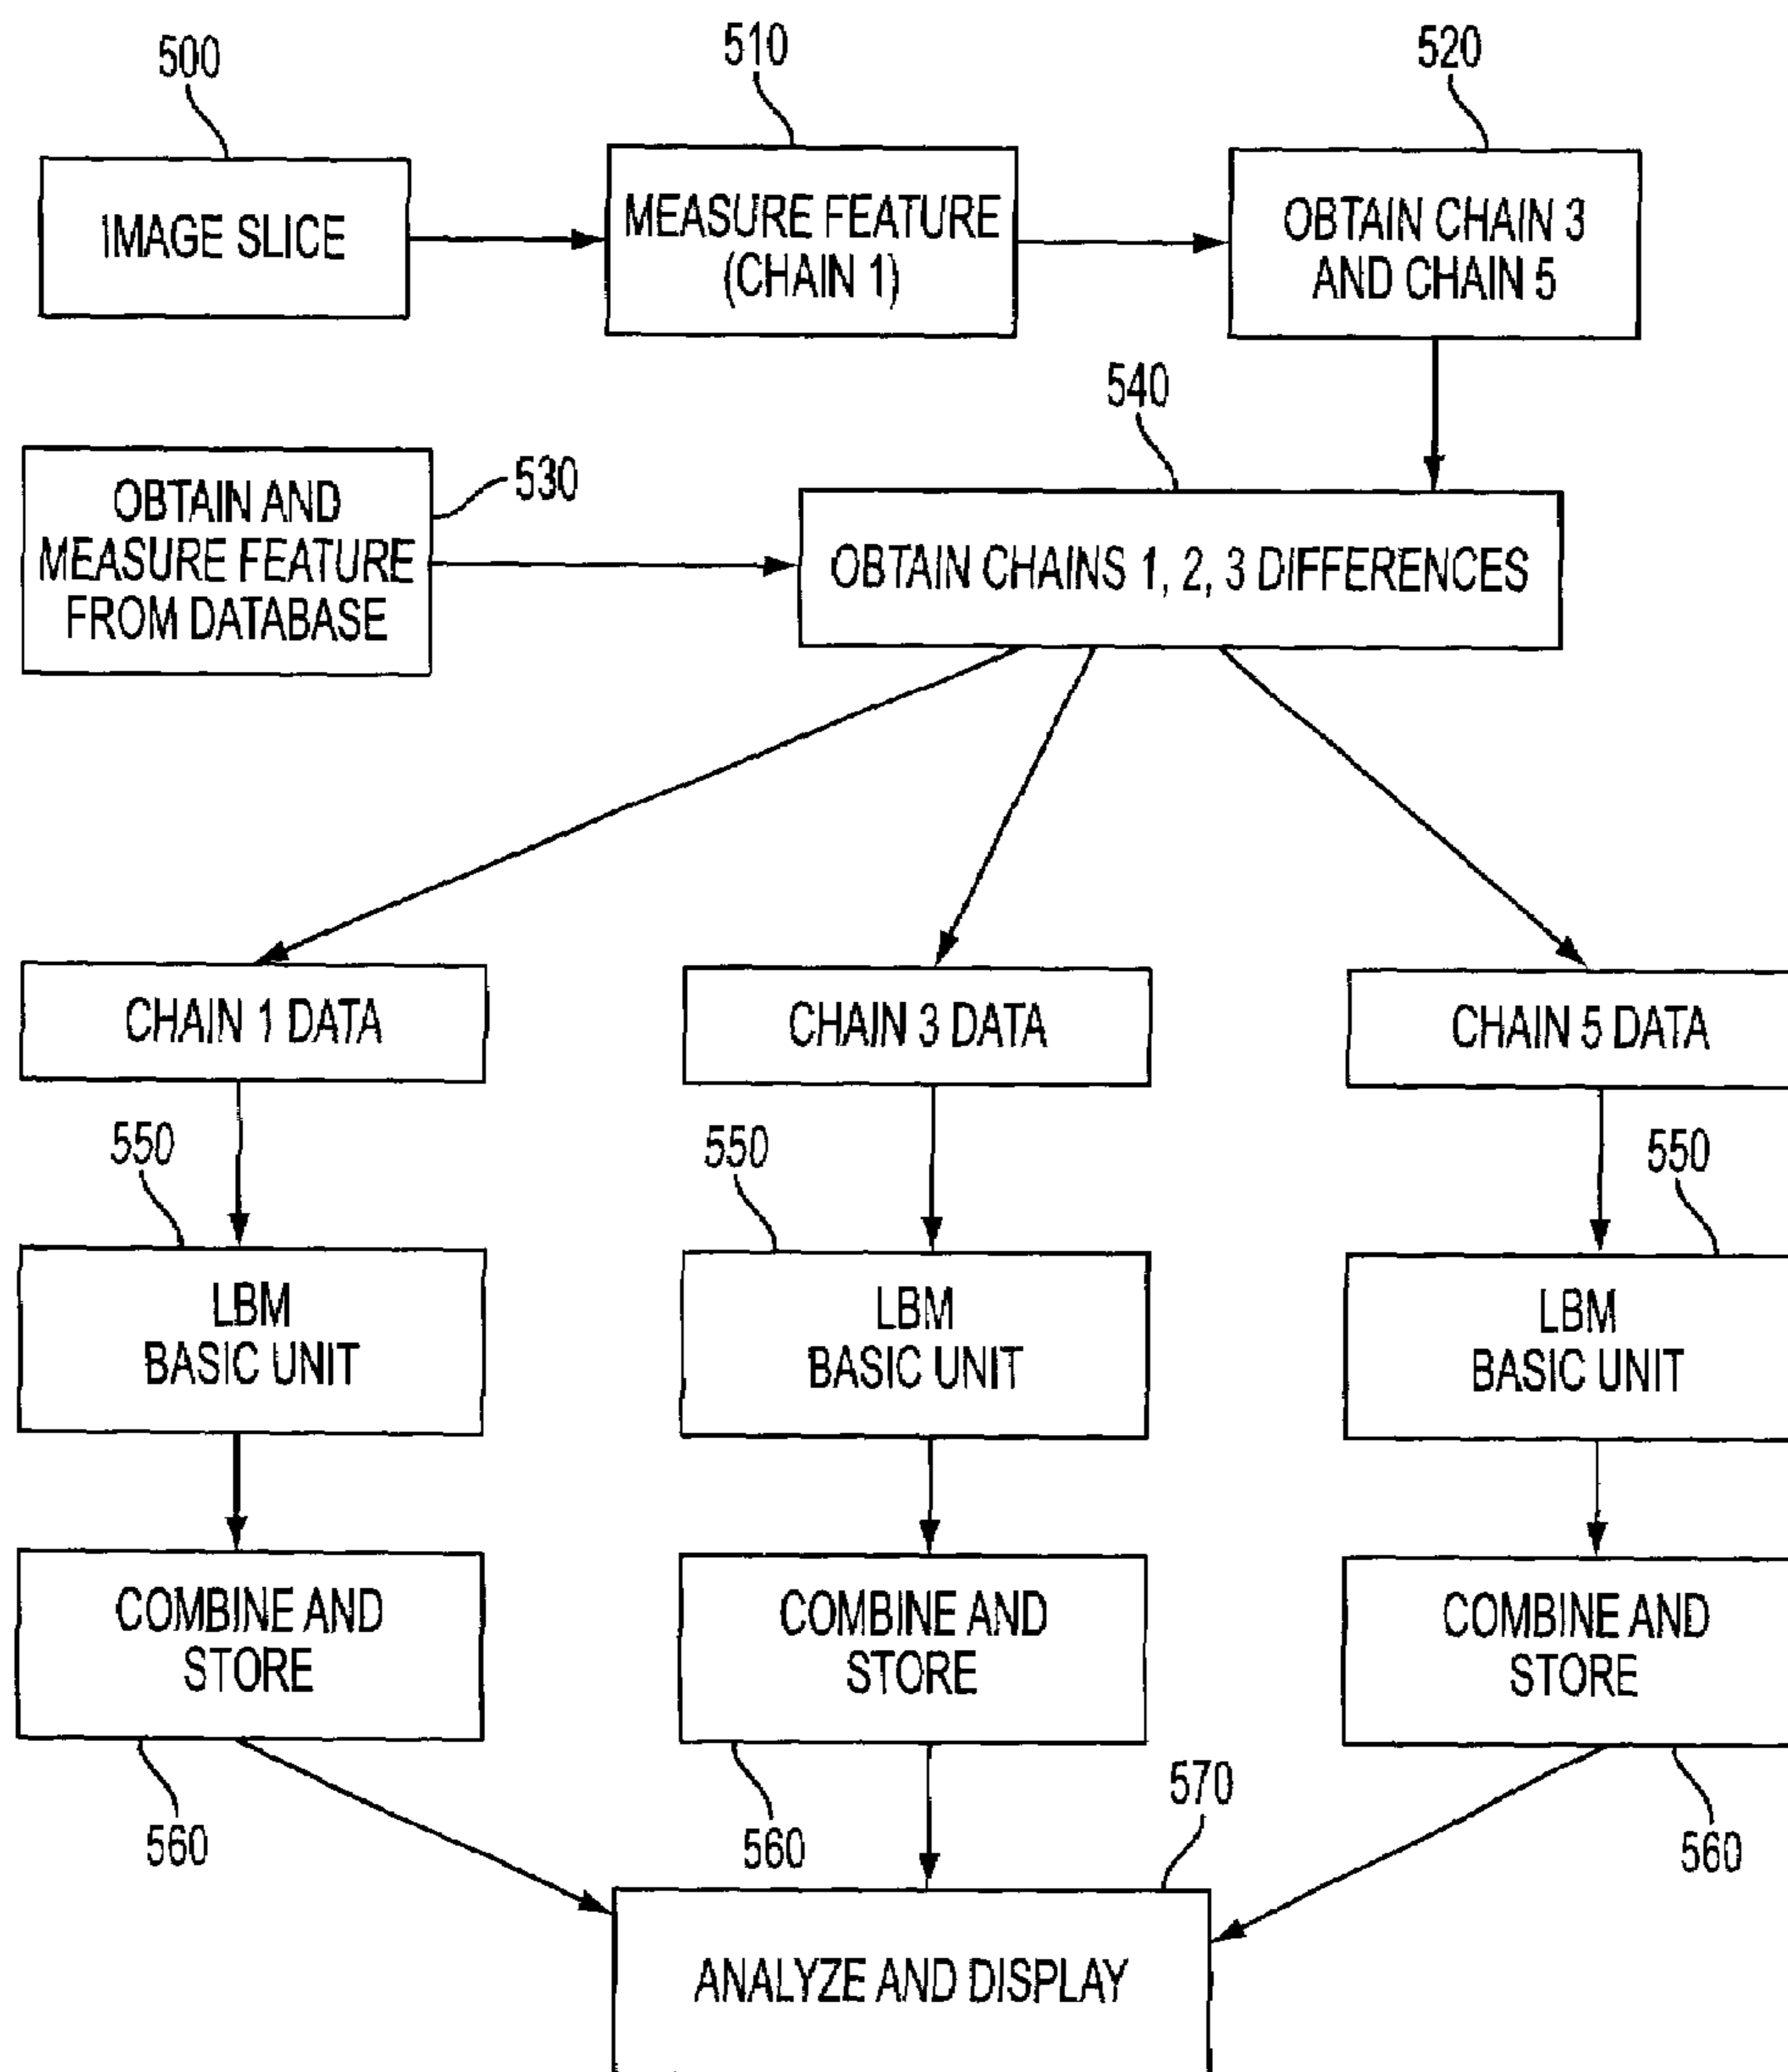 500
510
520
IMAGE SLICE
MEASURE FEATURE
(CHAIN 1)
OBTAIN CHAIN 3
AND CHAIN 5
540
OBTAIN AND
MEASURE FEATURE
FROM DATABASE
530
OBTAIN CHAINS 1, 2, 3 DIFFERENCES
CHAIN 1 DATA
CHAIN 3 DATA
CHAIN 5 DATA
550
550
550
LBM
BASIC UNIT
LBM
BASIC UNIT
LBM
BASIC UNIT
COMBINE AND
STORE
COMBINE AND
STORE
COMBINE AND
STORE
560
560
570
560
ANALYZE AND DISPLAY